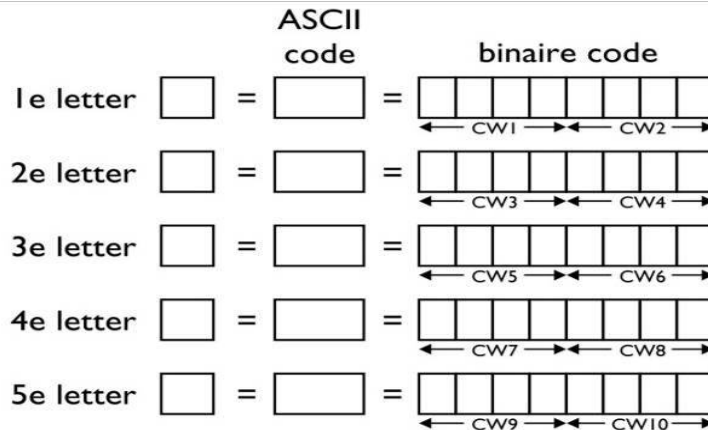 ASCII
code binaire code
1e letter = =
CW1 CW2
2e letter = =
CW3 CW4
3e letter = =
CW5 CW6
4e letter = =
CW7 CW8
5e letter = =
CW9 CW10